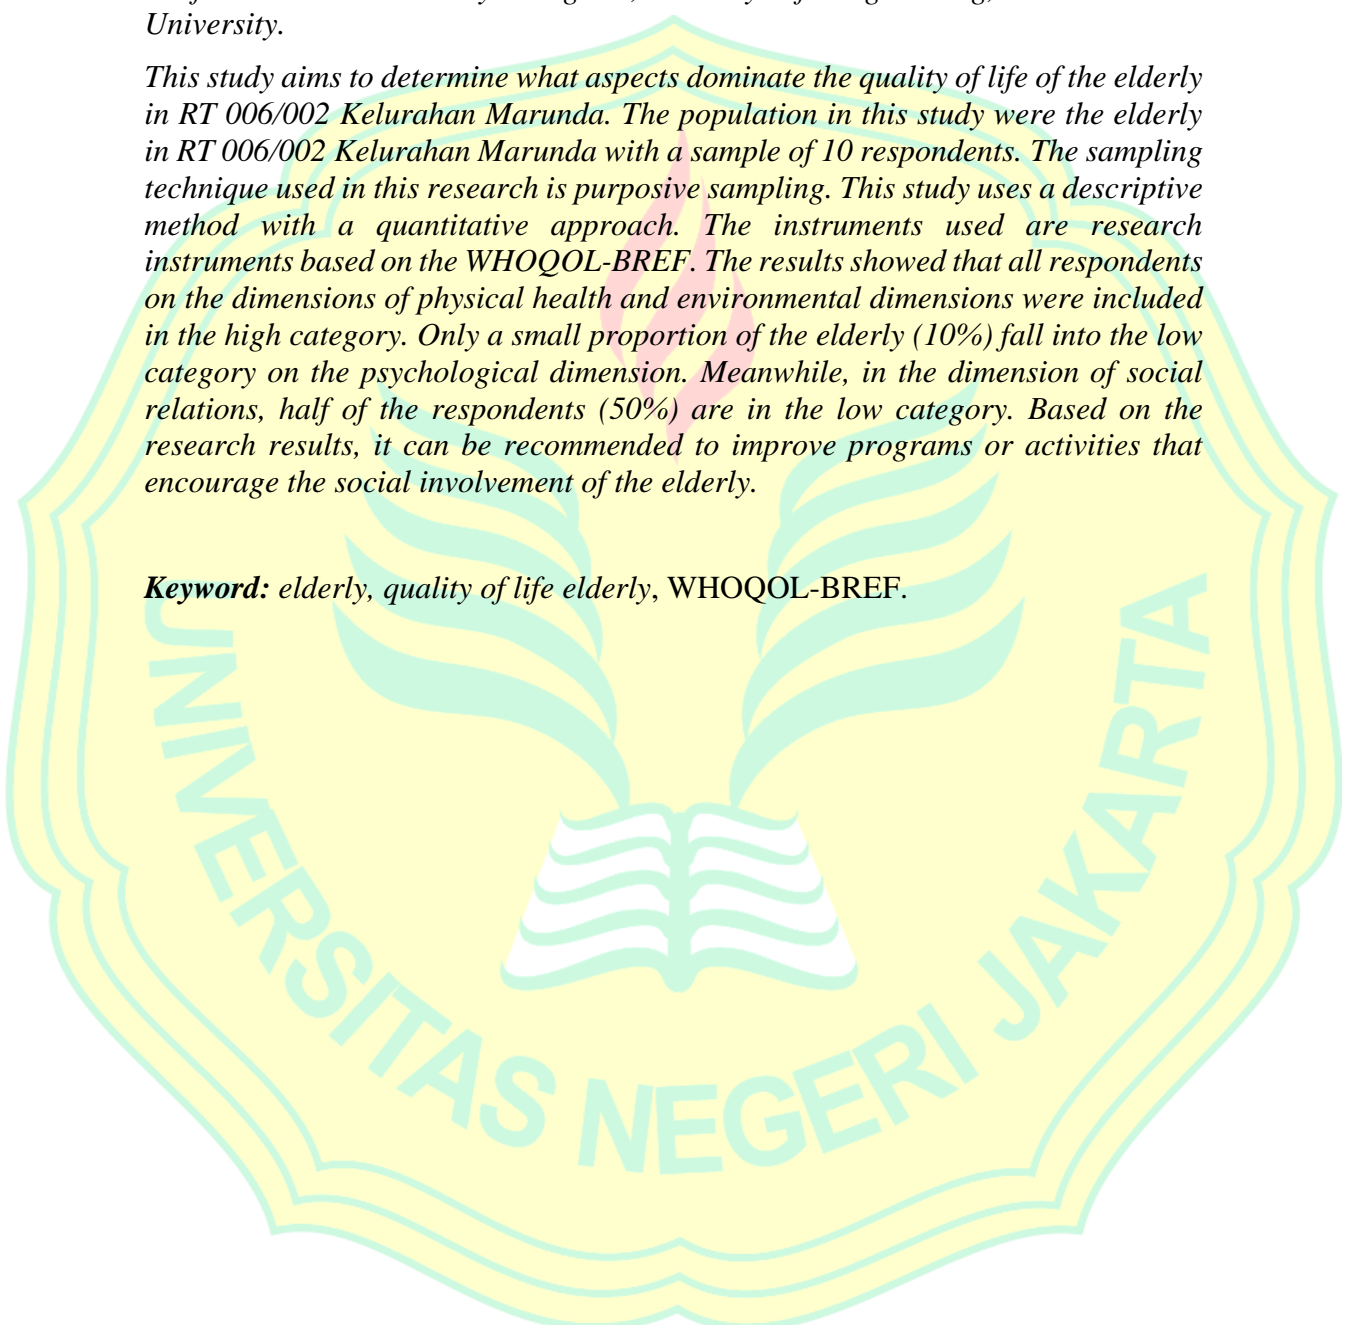 University.
This study aims to determine what aspects dominate the quality of life of the elderly
in RT 006/002 Kelurahan Marunda. The population in this study were the elderly
in RT 006/002 Kelurahan Marunda with a sample of 10 respondents. The sampling
technique used in this research is purposive sampling. This study uses a descriptive
method with a quantitative approach. The instruments used are research
instruments based on the WHOQOL-BREF. The results showed that all respondents
on the dimensions of physical health and environmental dimensions were included
in the high category. Only a small proportion of the elderly (10%) fall into the low
category on the psychological dimension. Meanwhile, in the dimension of social
relations, half of the respondents (50%) are in the low category. Based on the
research results, it can be recommended to improve programs or activities that
encourage the social involvement of the elderly.
Keyword: elderly, quality of life elderly, WHOQOL-BREF.
UNIVERSITAS NEGERI JAKARTA